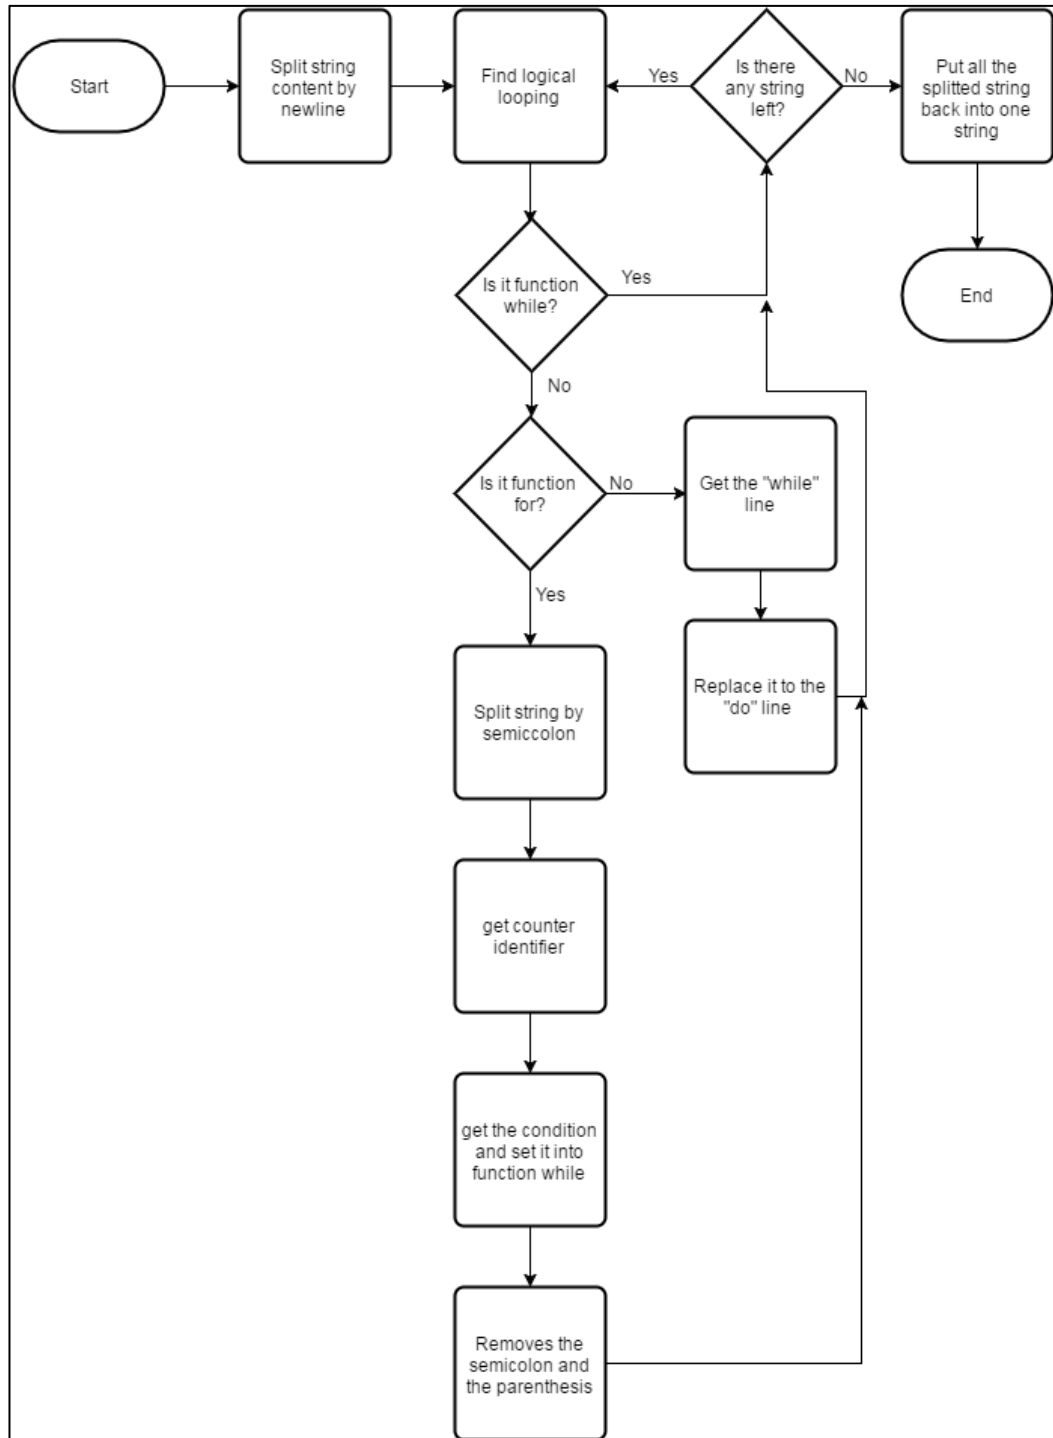 Start
Split string
content by
newline
Find logical
looping
Yes
Is there
any string
left?
No
Put all the
splitted string
back into one
string
Is it function
while?
Yes
End
No
Is it function
for?
No
Get the "while"
line
Yes
Replace it to the
"do" line
Split string by
semiccolon
get counter
identifier
get the condition
and set it into
function while
Removes the
semicolon and
the parenthesis